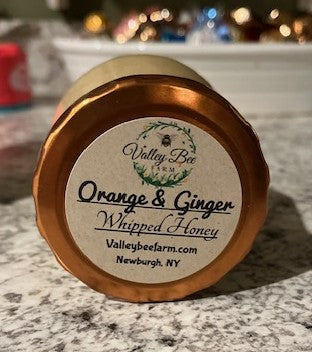 Valley Bee
FARM
Orange & Ginger
Whipped Honey
Valleybeefarm.com
Newburgh, NY